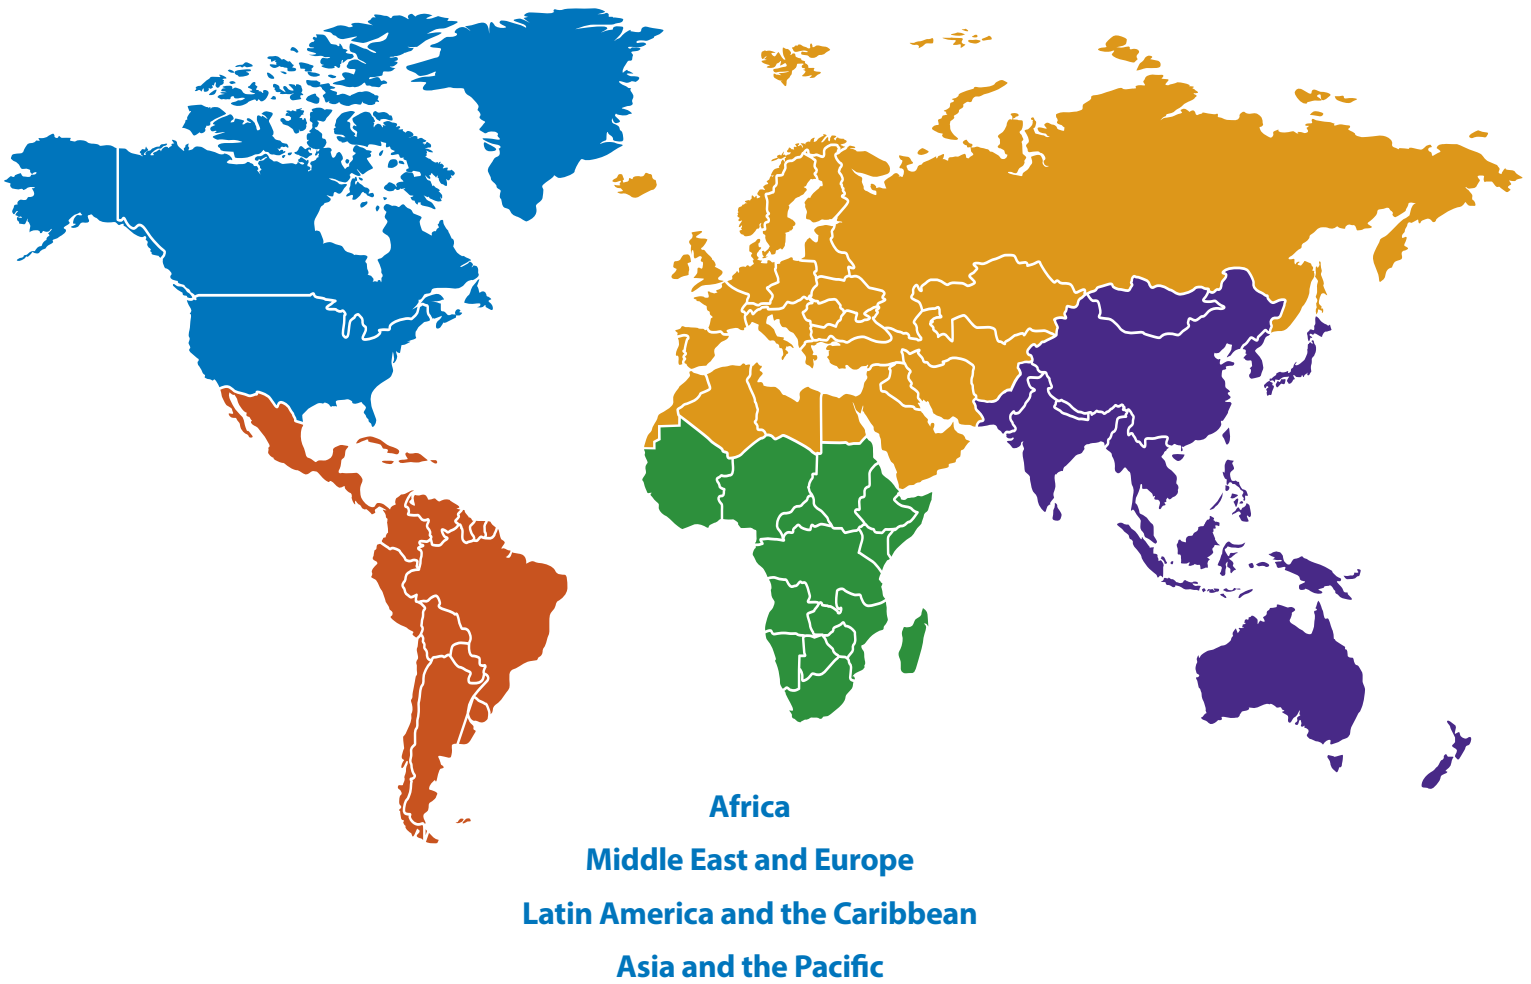 Africa
Middle East and Europe
Latin America and the Caribbean
Asia and the Pacific